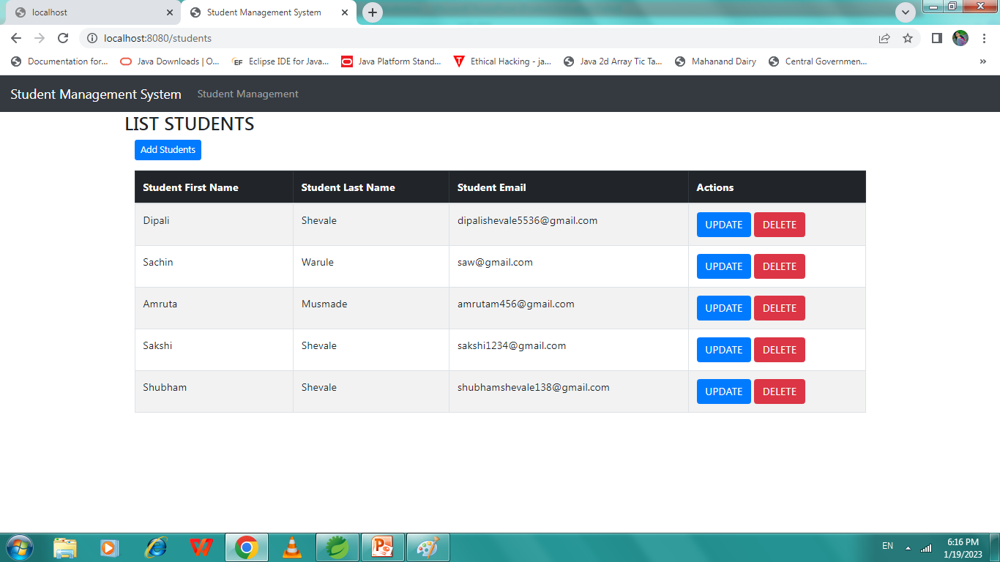 localhost
Student Management System
localhost:8080/students
Documentation for...
Java Downloads | O...
EF Eclipse IDE for Java...
Java Platform Stand...
T Ethical Hacking - ja...
Java 2d Array Tic Ta...
Mahanand Dairy
Central Governmen...
»
Student Management System Student Management
LIST STUDENTS
Add Students
Student First Name Student Last Name Student Email Actions
Dipali Shevale dipalishevale5536@gmail.com UPDATE DELETE
Sachin Warule saw@gmail.com UPDATE DELETE
Amruta Musmade amrutam456@gmail.com UPDATE DELETE
Sakshi Shevale sakshi1234@gmail.com UPDATE DELETE
Shubham Shevale shubhamshevale138@gmail.com UPDATE DELETE
EN 6:16 PM
1/19/2023